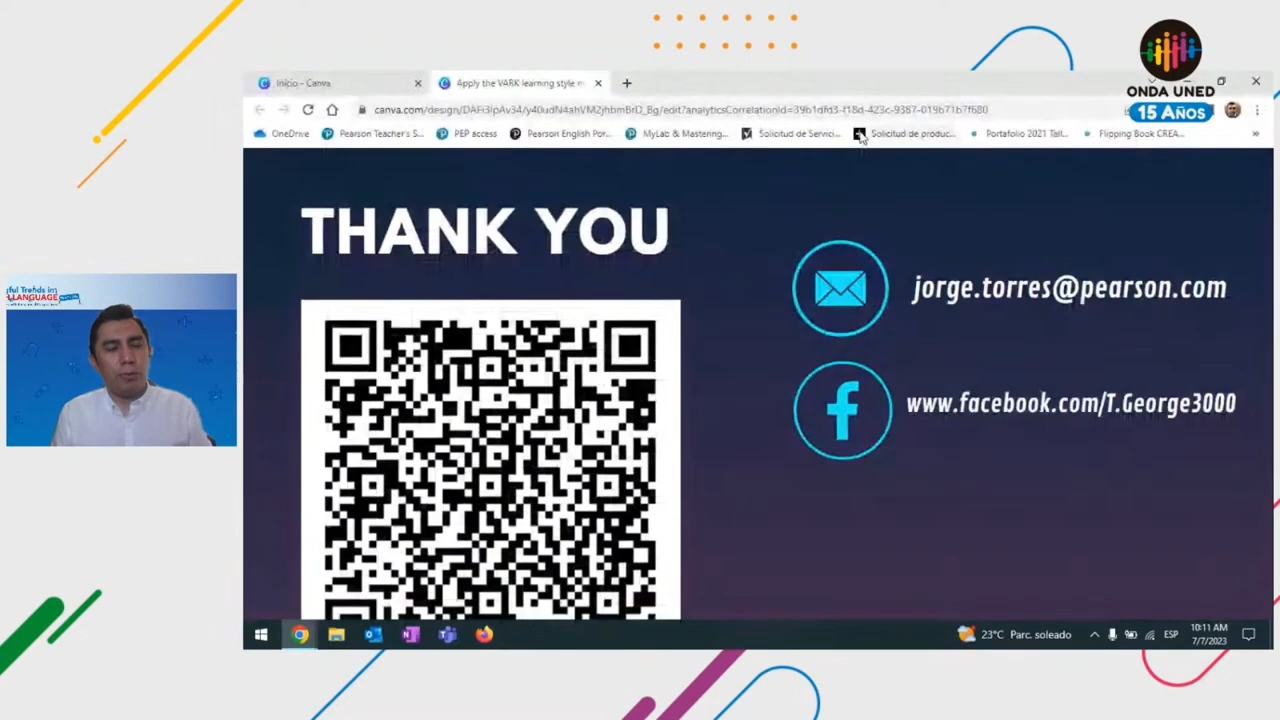 ONDA UNED
15 AÑOS
Inicio - Canva
Apply the VARK learning style m
OneDrive
Pearson Teacher's S...
PEP access
Pearson English Por...
MyLab & Mastering...
Solicitud de Servici...
Solicitud de produc...
Portafolio 2021 Tall...
Flipping Book CREA...
THANK YOU
jorge.torres@pearson.com
www.facebook.com/T.George3000
LLANGUAGE
23°C Parc. soleado
ESP
10:11 AM
7/7/2023